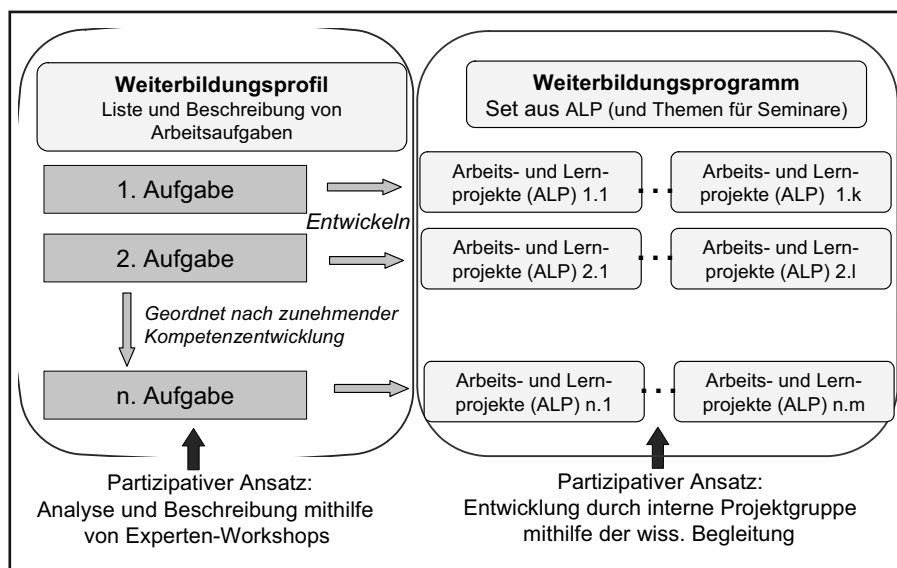 Weiterbildungsprofil
Liste und Beschreibung von
Arbeitsaufgaben
Weiterbildungsprogramm
Set aus ALP (und Themen für Seminare)
1. Aufgabe
Entwickeln
Arbeits- und Lern-
projekte (ALP) 1.1
...
Arbeits- und Lern-
projekte (ALP) 1.k
2. Aufgabe
Arbeits- und Lern-
projekte (ALP) 2.1
...
Arbeits- und Lern-
projekte (ALP) 2.l
Geordnet nach zunehmender
Kompetenzentwicklung
n. Aufgabe
Arbeits- und Lern-
projekte (ALP) n.1
...
Arbeits- und Lern-
projekte (ALP) n.m
Partizipativer Ansatz:
Analyse und Beschreibung mithilfe
von Experten-Workshops
Partizipativer Ansatz:
Entwicklung durch interne Projektgruppe
mithilfe der wiss. Begleitung